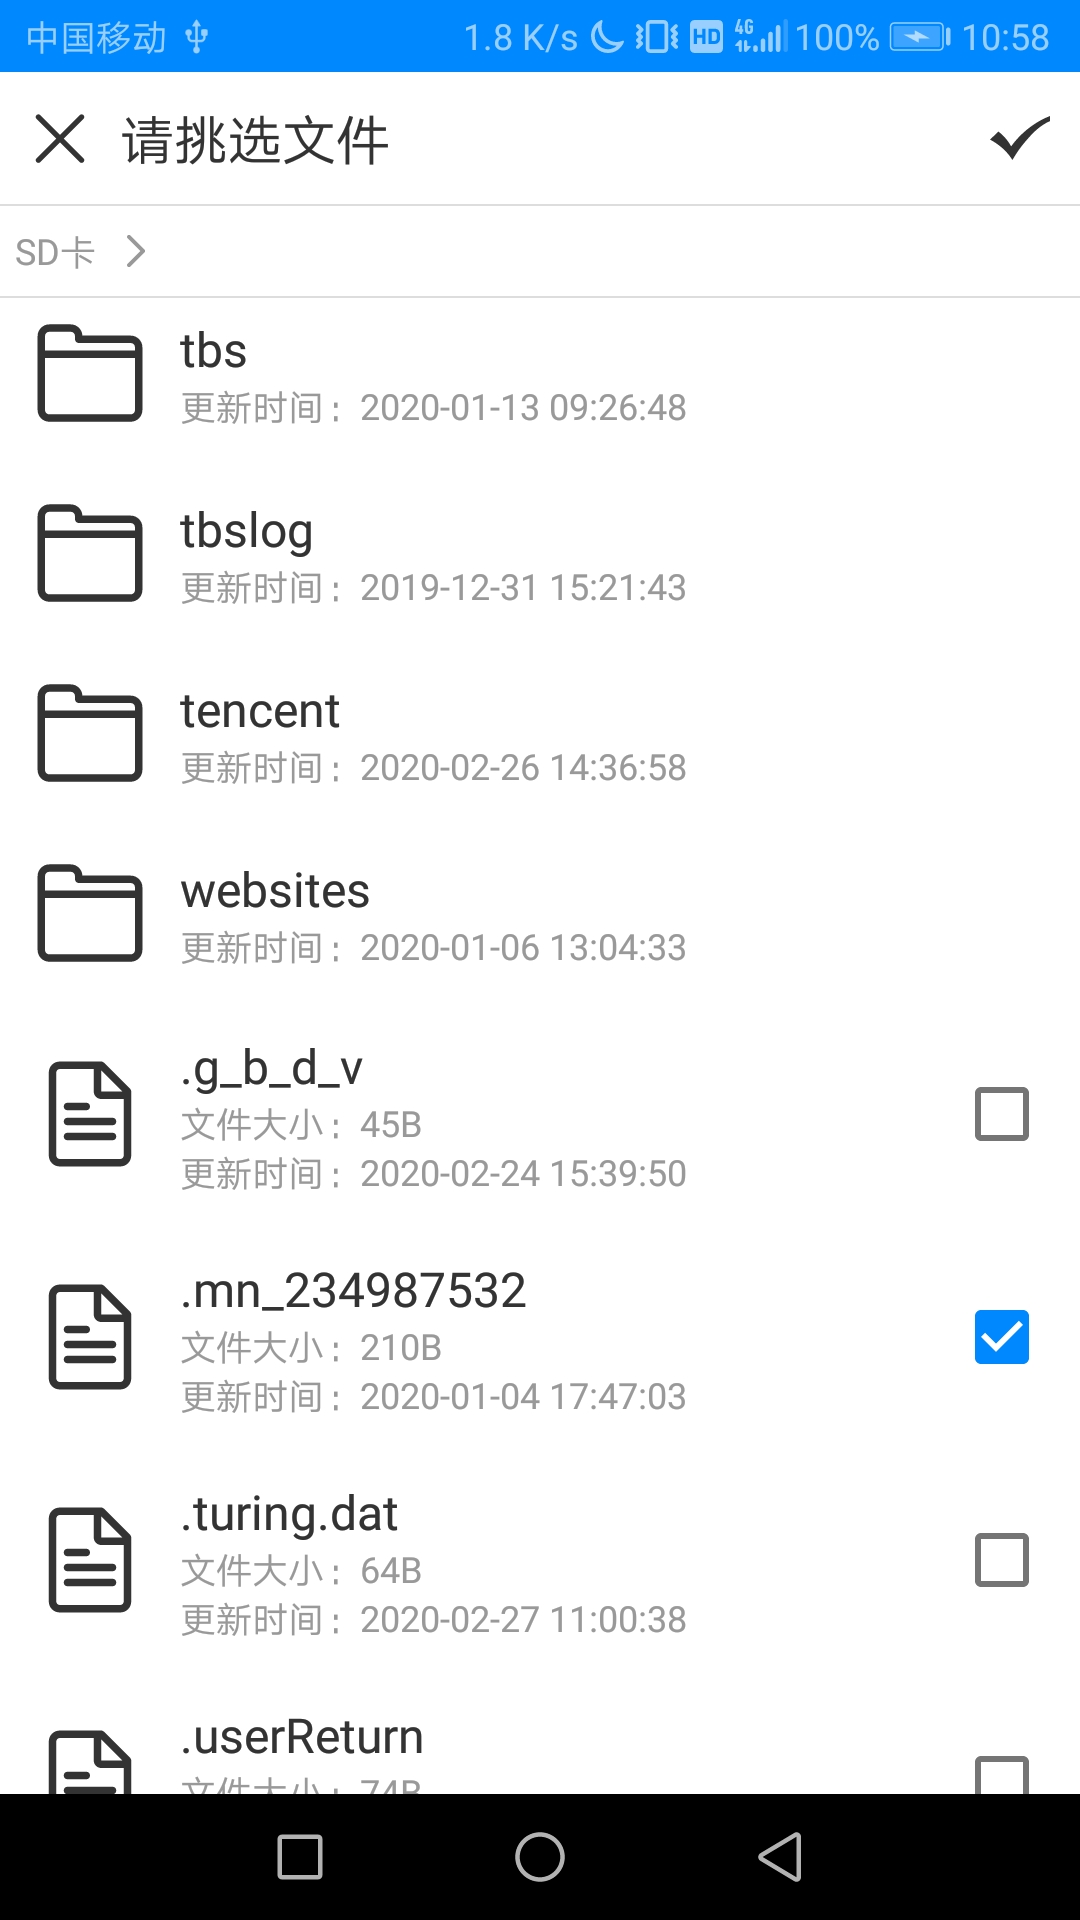 中国移动 1.8 K/s HD 4G 100% 10:58
请挑选文件
SD卡
tbs
更新时间：2020-01-13 09:26:48
tbslog
更新时间：2019-12-31 15:21:43
tencent
更新时间：2020-02-26 14:36:58
websites
更新时间：2020-01-06 13:04:33
.g_b_d_v
文件大小：45B
更新时间：2020-02-24 15:39:50
.mn_234987532
文件大小：210B
更新时间：2020-01-04 17:47:03
.turing.dat
文件大小：64B
更新时间：2020-02-27 11:00:38
.userReturn
文件大小：74B